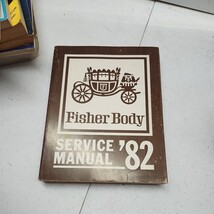 Fisher Body
SERVICE
MANUAL '82